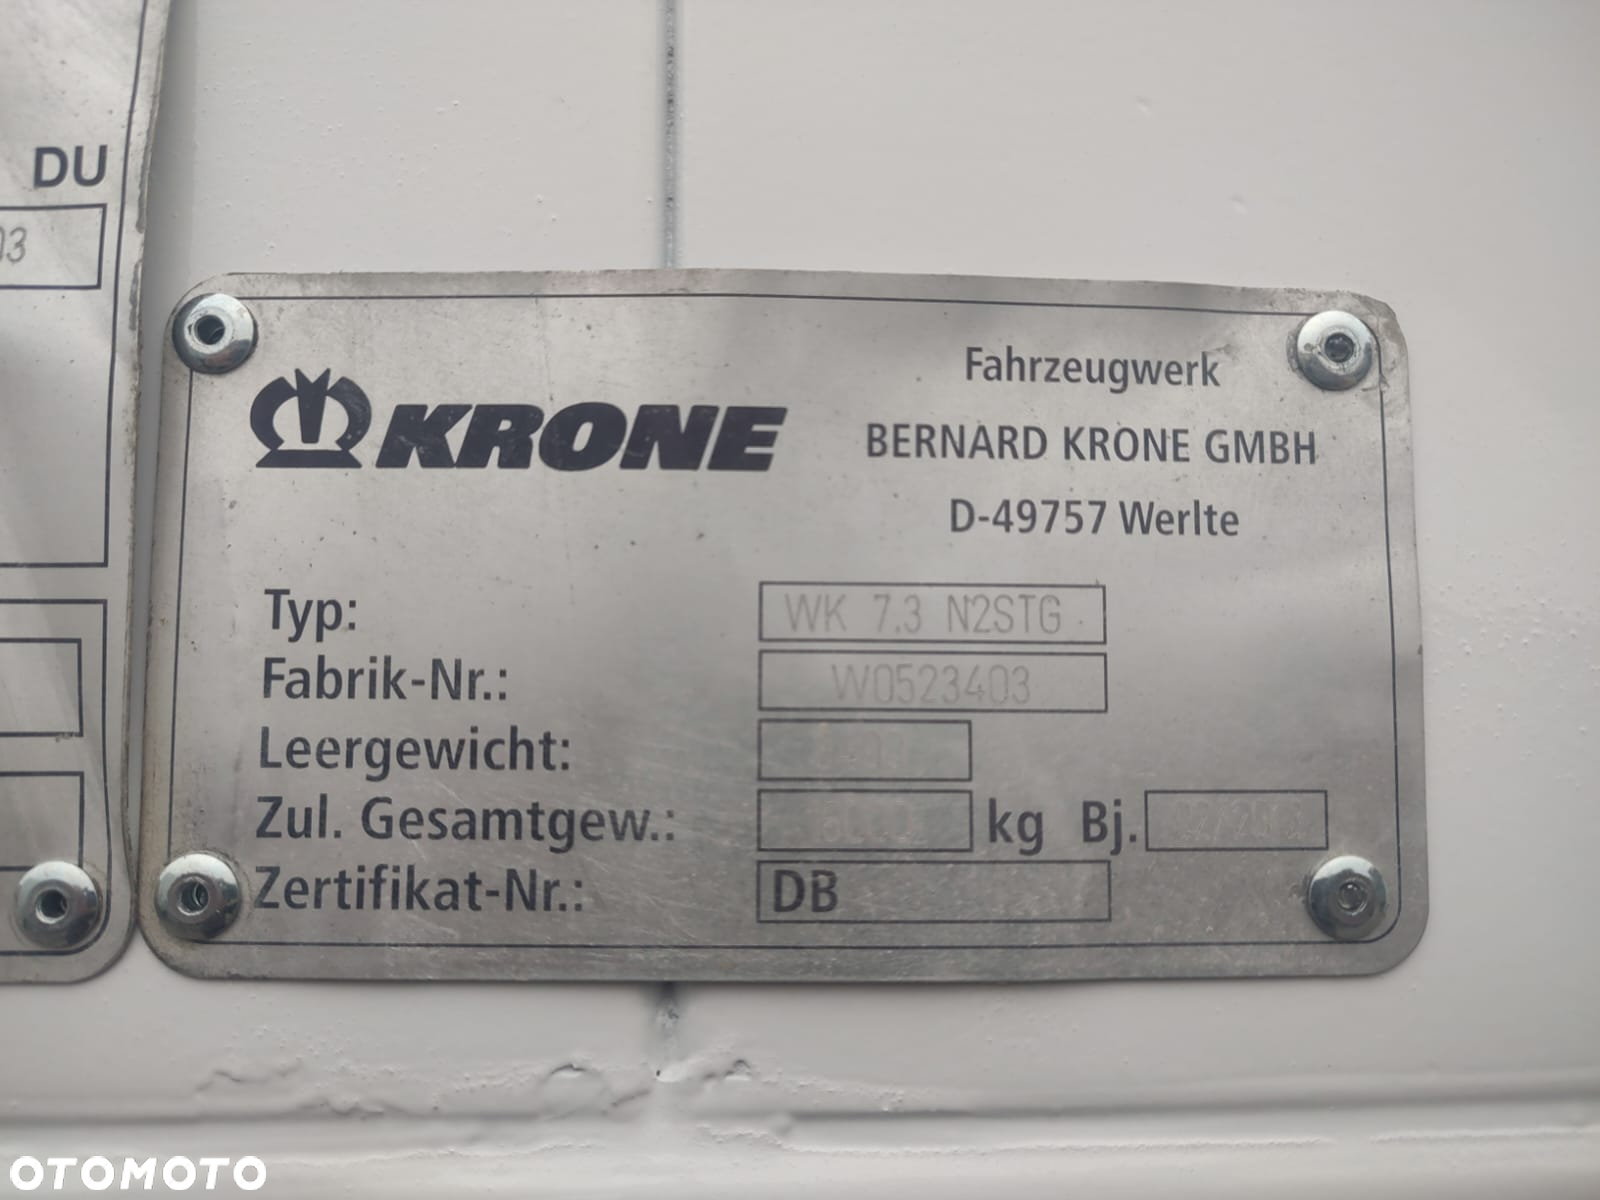 DU
03
KRONE
Fahrzeugwerk
BERNARD KRONE GMBH
D-49757 Werlte
Typ: WK 7.3 N2STG
Fabrik-Nr.: W0523403
Leergewicht:
Zul. Gesamtgew.: kg Bj.
Zertifikat-Nr.: DB
OTOMOTO